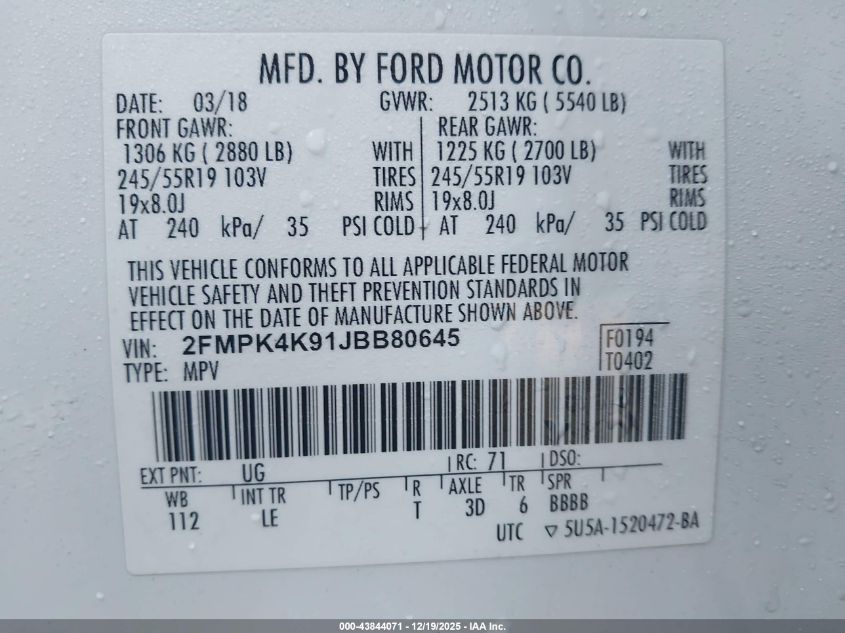 MFD. BY FORD MOTOR CO.
DATE: 03/18 GVWR: 2513 KG ( 5540 LB)
FRONT GAWR: REAR GAWR:
1306 KG ( 2880 LB) WITH 1225 KG ( 2700 LB) WITH
245/55R19 103V TIRES 245/55R19 103V TIRES
19x8.0J RIMS 19x8.0J RIMS
AT 240 kPa/ 35 PSI COLD AT 240 kPa/ 35 PSI COLD
THIS VEHICLE CONFORMS TO ALL APPLICABLE FEDERAL MOTOR
VEHICLE SAFETY AND THEFT PREVENTION STANDARDS IN
EFFECT ON THE DATE OF MANUFACTURE SHOWN ABOVE.
VIN: 2FMPK4K91JBB80645 F0194
TYPE: MPV T0402
EXT PNT: UG RC: 71 DSO:
WB INT TR TP/PS R AXLE TR SPR
112 LE T 3D 6 BBBB
UTC ▽ 5U5A-1520472-BA
000-43844071 - 12/19/2025 - IAA Inc.